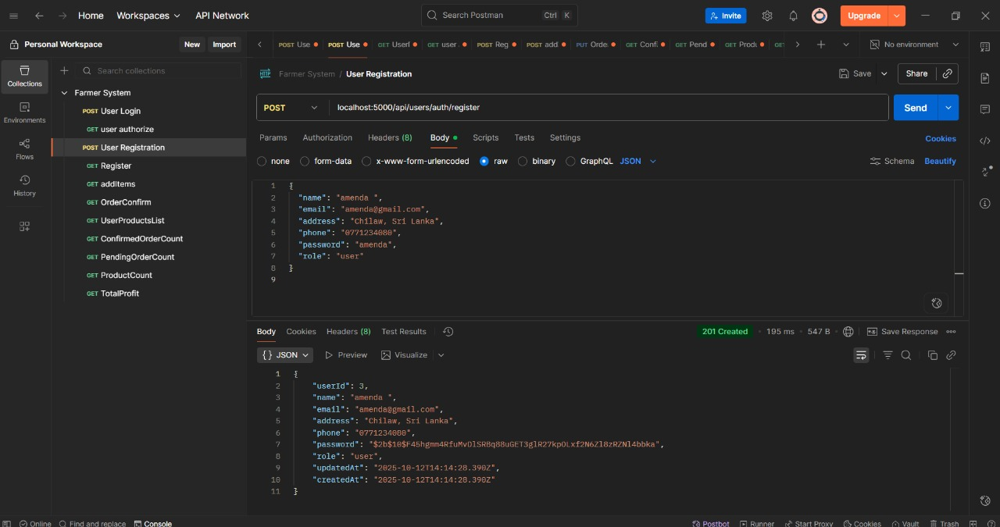 Home Workspaces API Network Search Postman Ctrl K Invite Upgrade
Personal Workspace New Import POST Use POST Use GET Userl GET user . POST Reg POST add. PUT Orde. GET Confi. GET Pend GET Produ GET No environment
Collections
Environments
Flows
History
Search collections
Farmer System
POST User Login
GET user authorize
POST User Registration
GET Register
GET addItems
GET OrderConfirm
GET UserProductsList
GET ConfirmedOrderCount
GET PendingOrderCount
GET ProductCount
GET TotalProfit
HTTP Farmer System / User Registration Save Share
POST localhost:5000/api/users/auth/register Send
Params Authorization Headers (8) Body Scripts Tests Settings Cookies
none form-data x-www-form-urlencoded raw binary GraphQL JSON Schema Beautify
1 {
2 "name": "amenda ",
3 "email": "amenda@gmail.com",
4 "address": "Chilaw, Sri Lanka",
5 "phone": "0771234080",
6 "password": "amenda",
7 "role": "user"
8 }
9
Body Cookies Headers (8) Test Results 201 Created 195 ms 547 B Save Response
{} JSON Preview Visualize
1 {
2 "userId": 3,
3 "name": "amenda ",
4 "email": "amenda@gmail.com",
5 "address": "Chilaw, Sri Lanka",
6 "phone": "0771234080",
7 "password": "$2b$10$F45hgmm4RfuMvDlSRBq88uGET3glR27kpOLxf2N6Zl8zRZNl4bbka",
8 "role": "user",
9 "updatedAt": "2025-10-12T14:14:28.390Z",
10 "createdAt": "2025-10-12T14:14:28.390Z"
11 }
Online Find and replace Console Postbot Runner Start Proxy Cookies Vault Trash